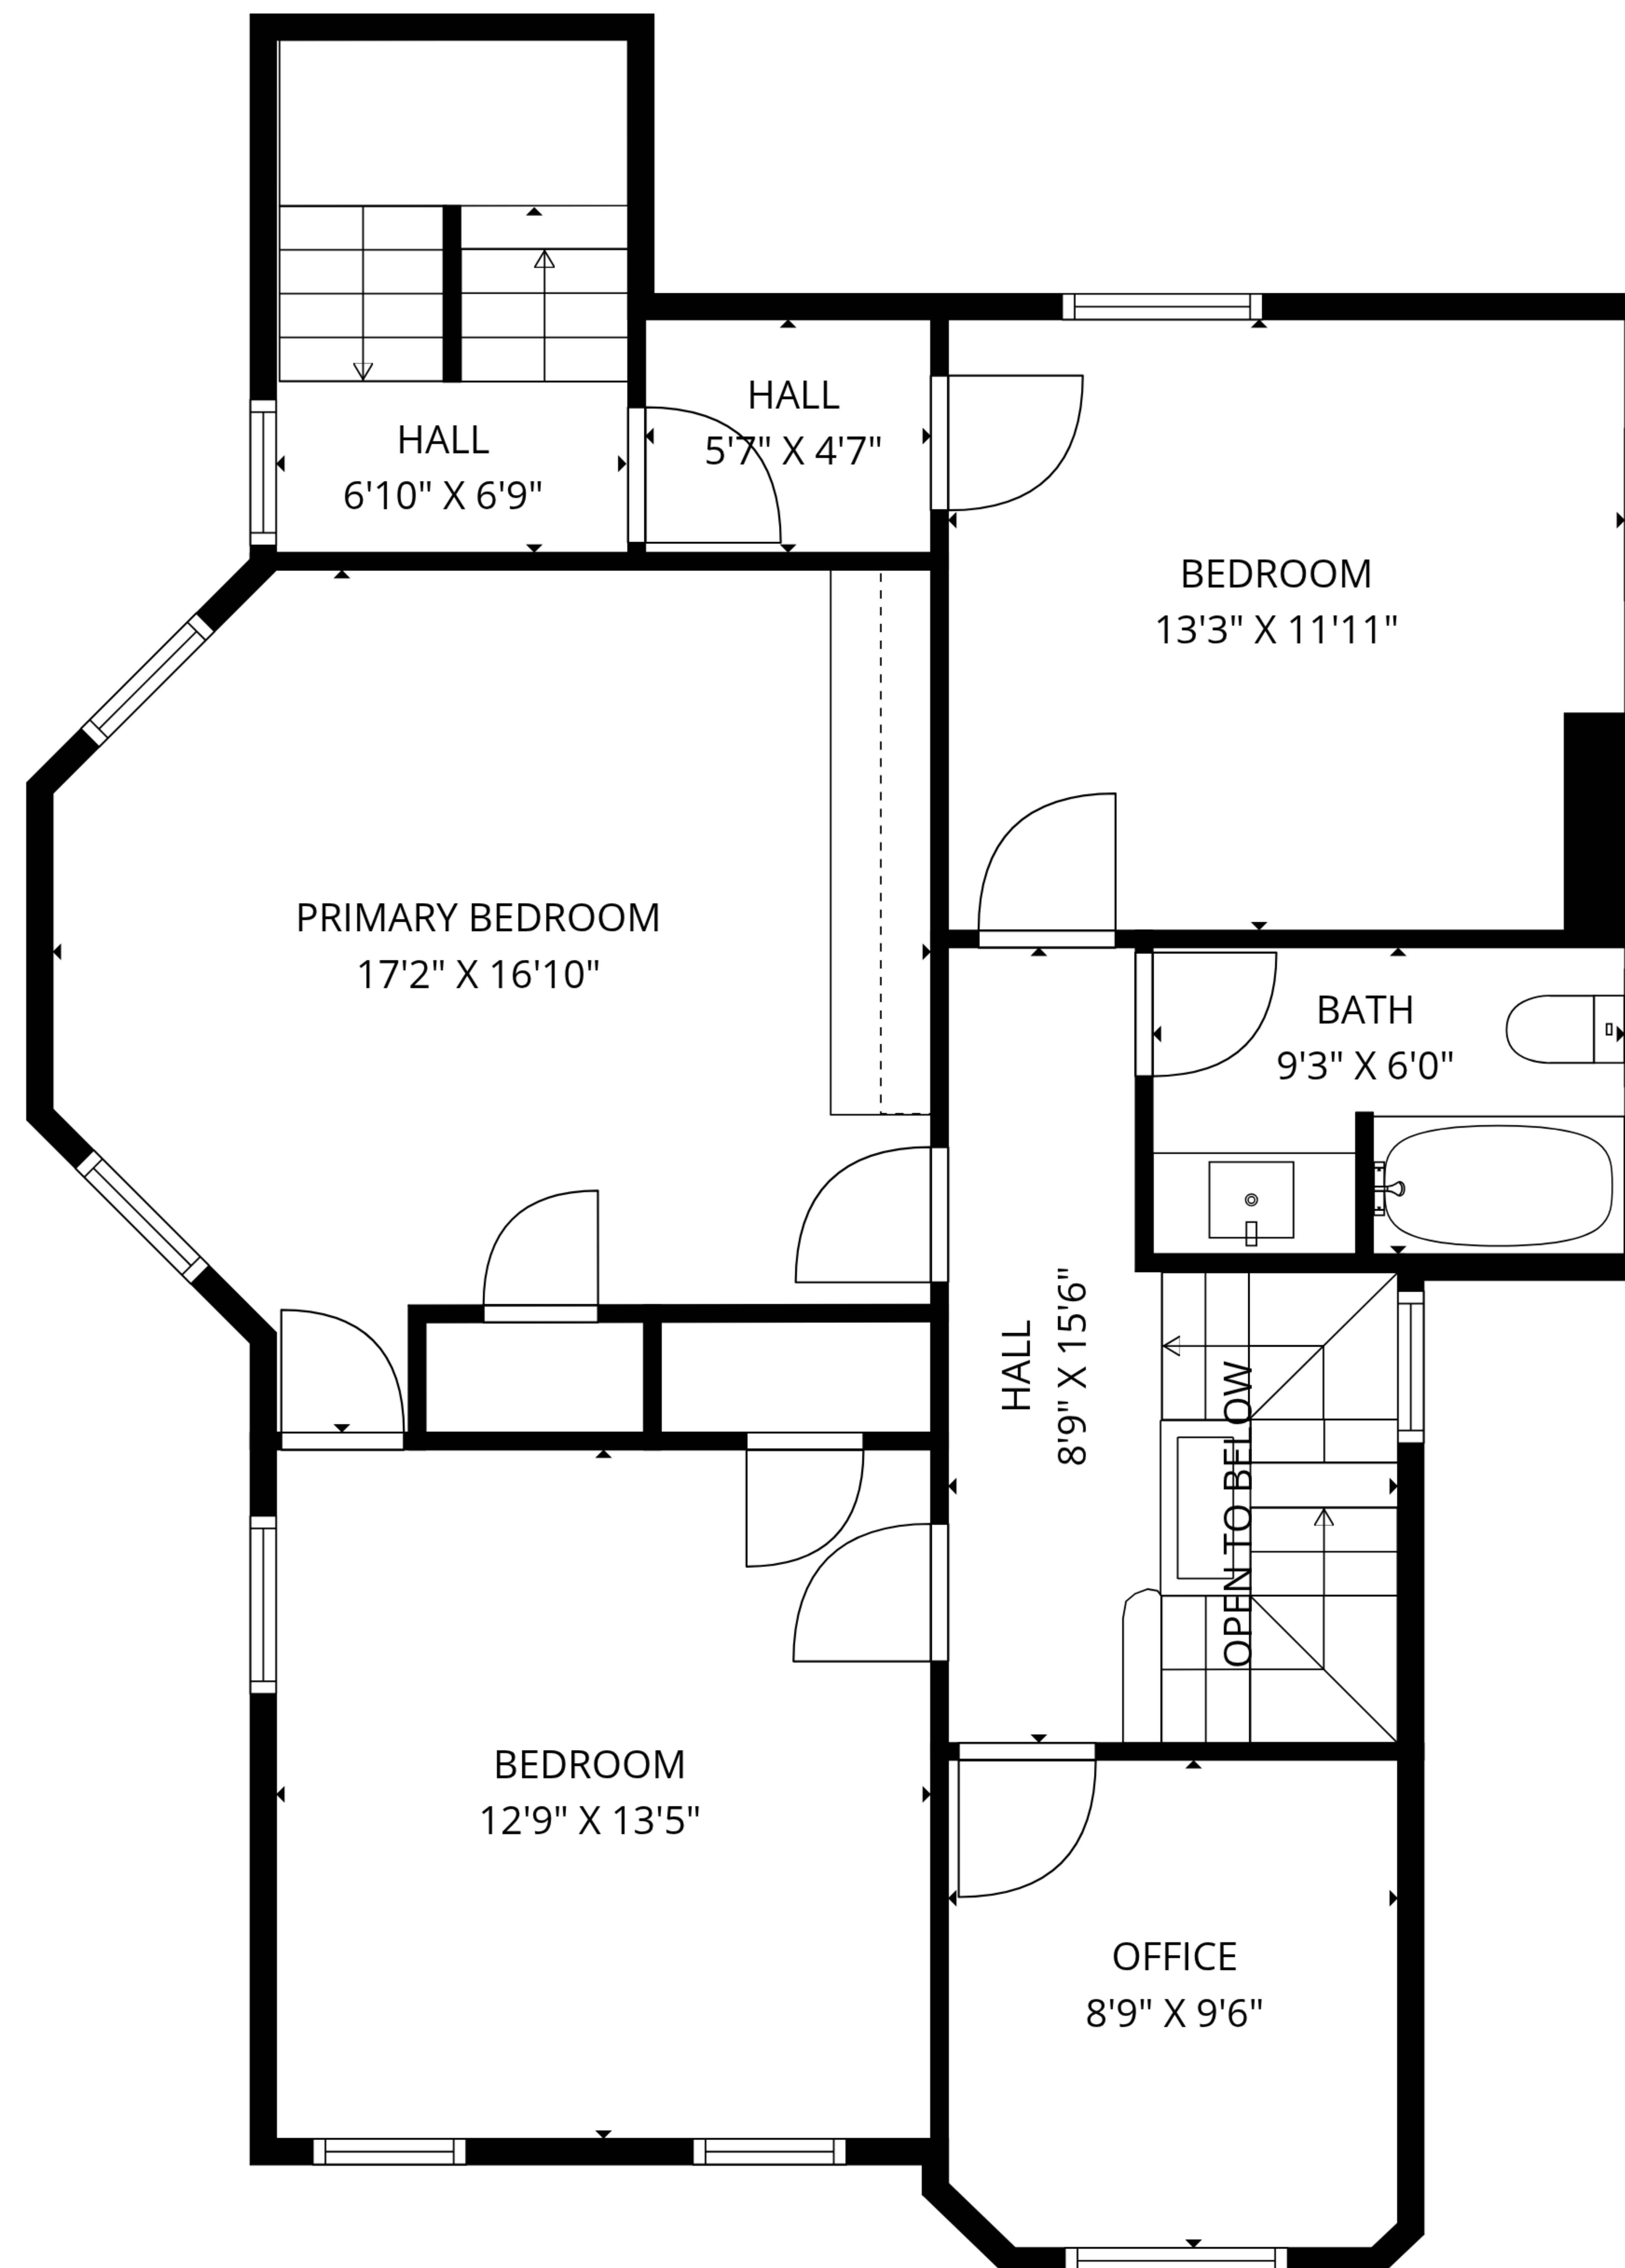 HALL
5'7" X 4'7"
HALL
6'10" X 6'9"
BEDROOM
13'3" X 11'11"
PRIMARY BEDROOM
17'2" X 16'10"
BATH
9'3" X 6'0"
HALL
8'9" X 15'6"
OPEN TO BELOW
BEDROOM
12'9" X 13'5"
OFFICE
8'9" X 9'6"